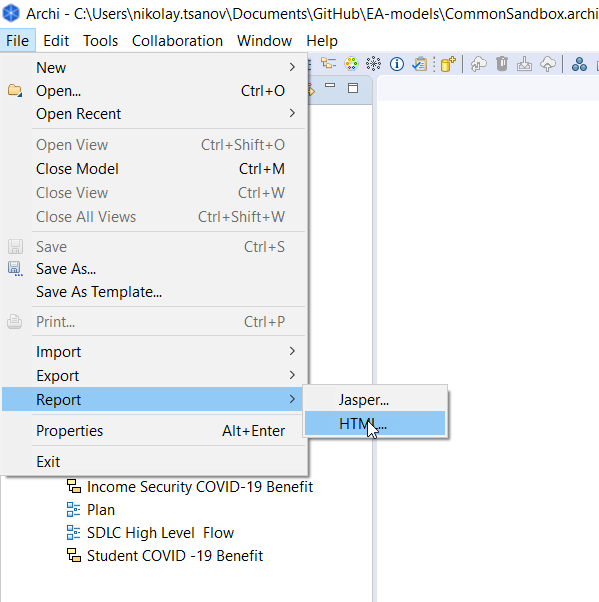 Archi - C:\Users\nikolay.tsanov\Documents\GitHub\EA-models\CommonSandbox.archi
File Edit Tools Collaboration Window Help
New
Open... Ctrl+O
Open Recent
Open View Ctrl+Shift+O
Close Model Ctrl+M
Close View Ctrl+W
Close All Views Ctrl+Shift+W
Save Ctrl+S
Save As...
Save As Template...
Print... Ctrl+P
Import
Export
Report
Jasper...
HTML...
Properties Alt+Enter
Exit
Income Security COVID-19 Benefit
Plan
SDLC High Level  Flow
Student COVID -19 Benefit